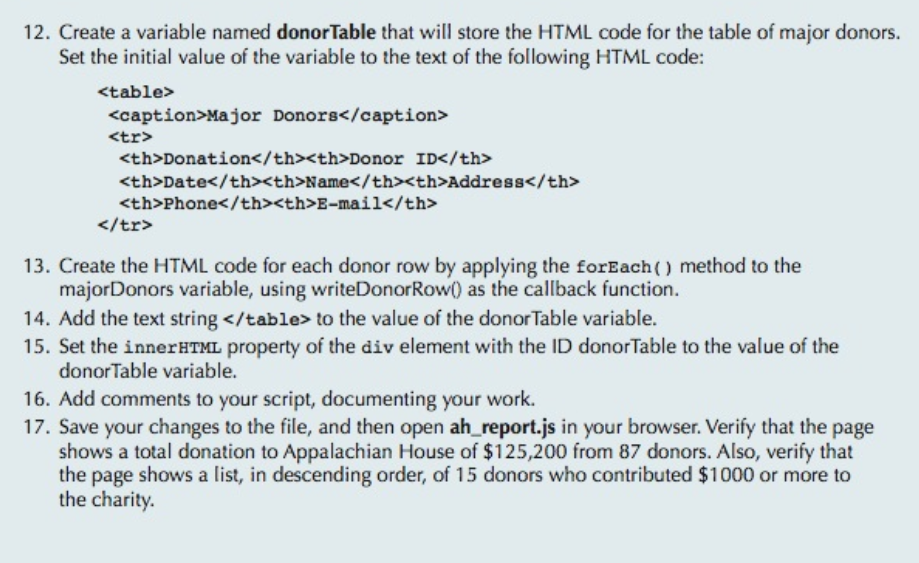 12. Create a variable named donorTable that will store the HTML code for the table of major donors.
Set the initial value of the variable to the text of the following HTML code:
<table>
<caption>Major Donors</caption>
<tr>
<th>Donation</th><th>Donor ID</th>
<th>Date</th><th>Name</th><th>Address</th>
<th>Phone</th><th>E-mail</th>
</tr>
13. Create the HTML code for each donor row by applying the forEach() method to the
majorDonors variable, using writeDonorRow() as the callback function.
14. Add the text string </table> to the value of the donorTable variable.
15. Set the innerHTML property of the div element with the ID donorTable to the value of the
donorTable variable.
16. Add comments to your script, documenting your work.
17. Save your changes to the file, and then open ah_report.js in your browser. Verify that the page
shows a total donation to Appalachian House of $125,200 from 87 donors. Also, verify that
the page shows a list, in descending order, of 15 donors who contributed $1000 or more to
the charity.